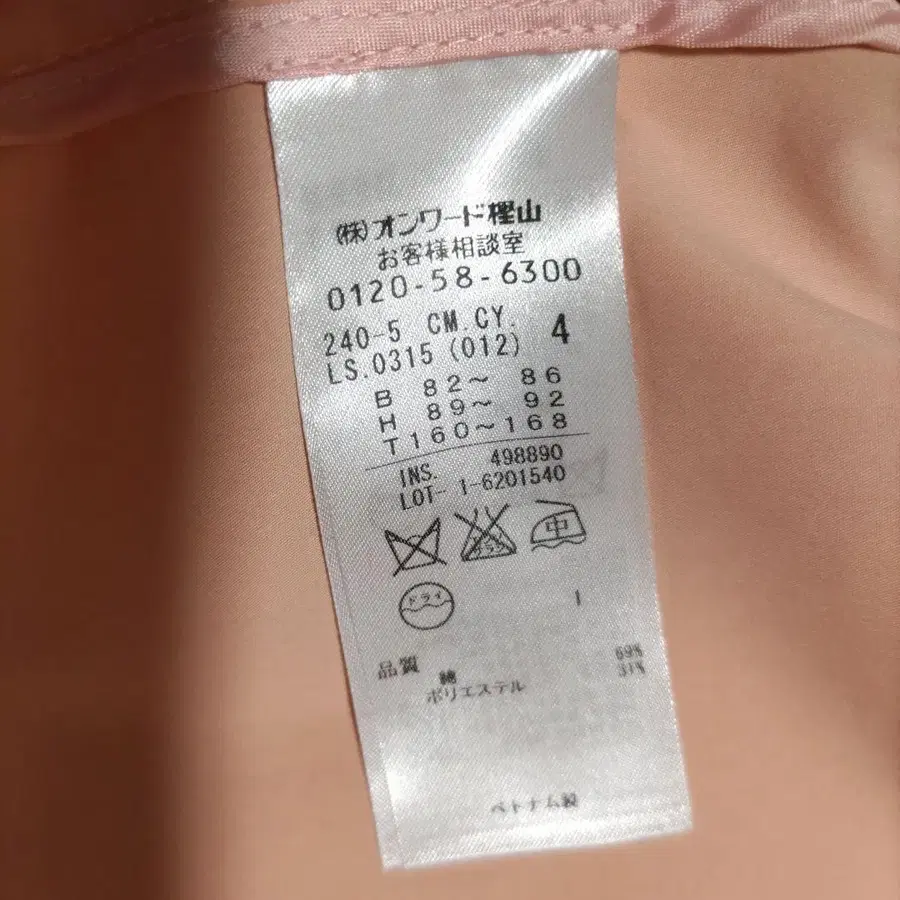 (株)オンワード樫山
お客様相談室
0120-58-6300
240-5 CM.CY. 4
LS.0315 (012)
B 82〜 86
H 89〜 92
T160〜168
INS. 498890
LOT- 1-6201540
中
ドライ
品質 綿 69%
ポリエステル 31%
ベトナム製